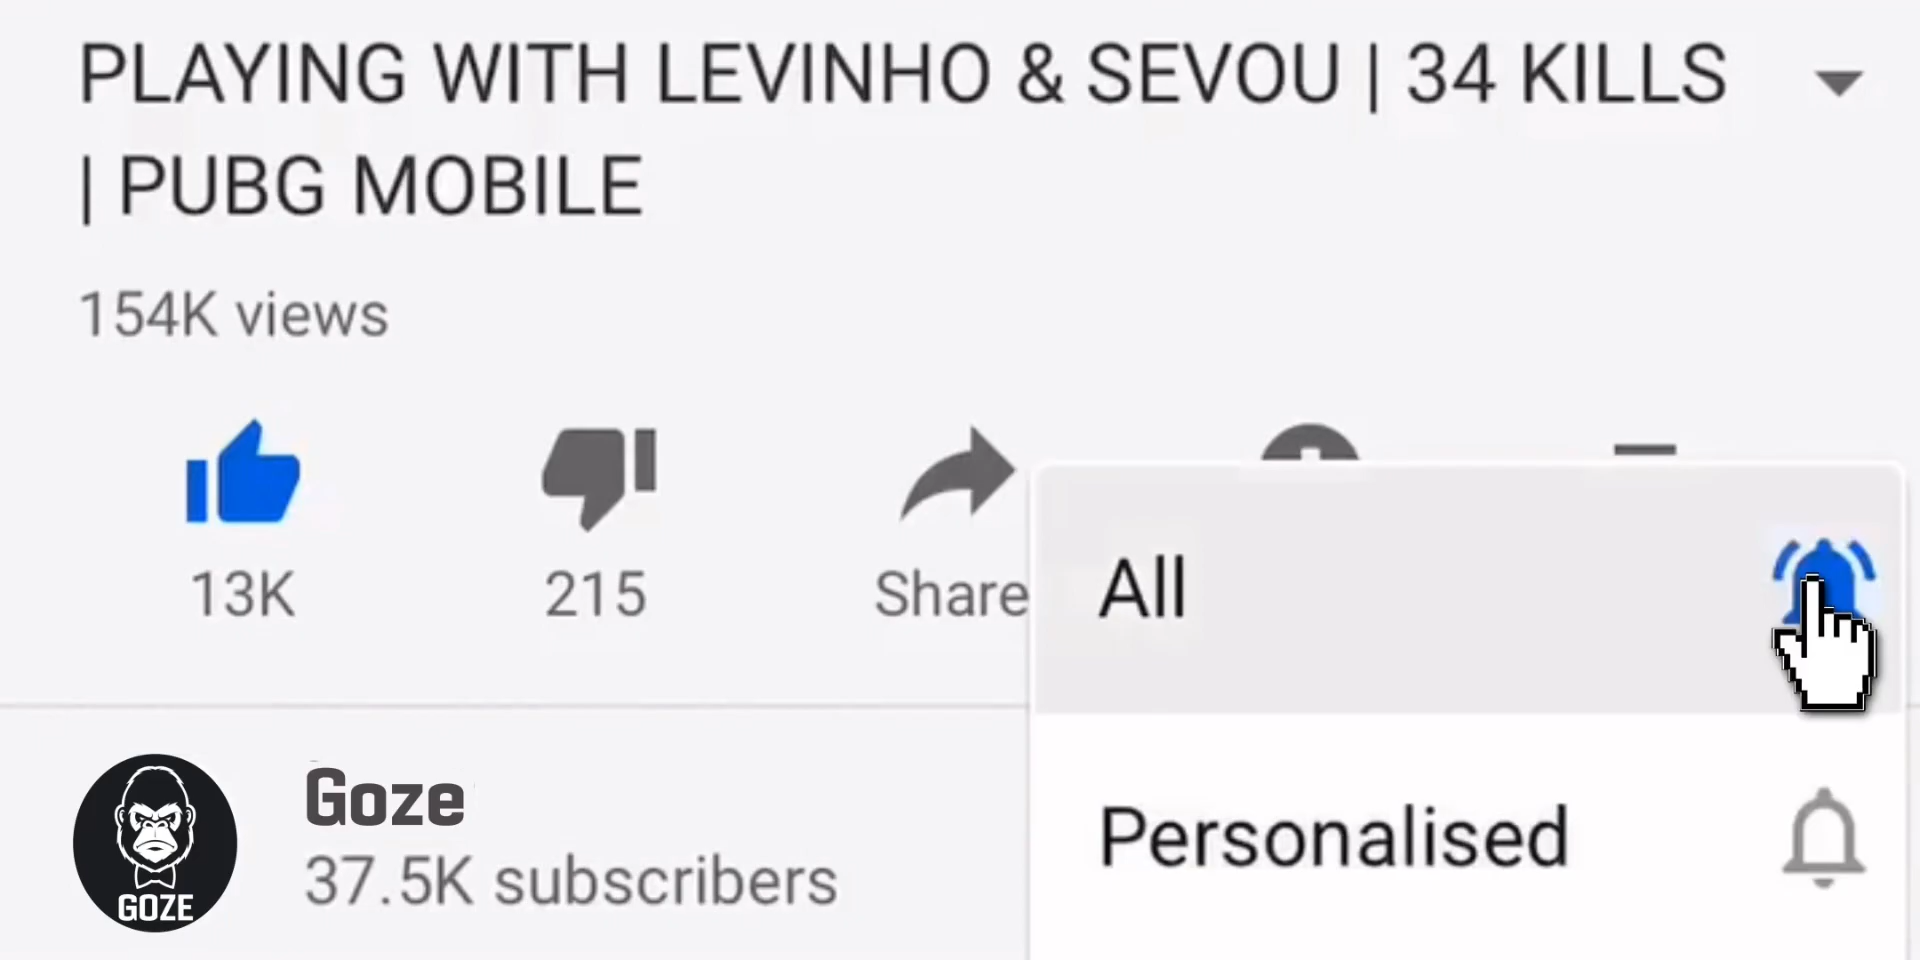 PLAYING WITH LEVINHO & SEVOU | 34 KILLS
| PUBG MOBILE
154K views
13K
215
Share
All
Goze
37.5K subscribers
GOZE
Personalised